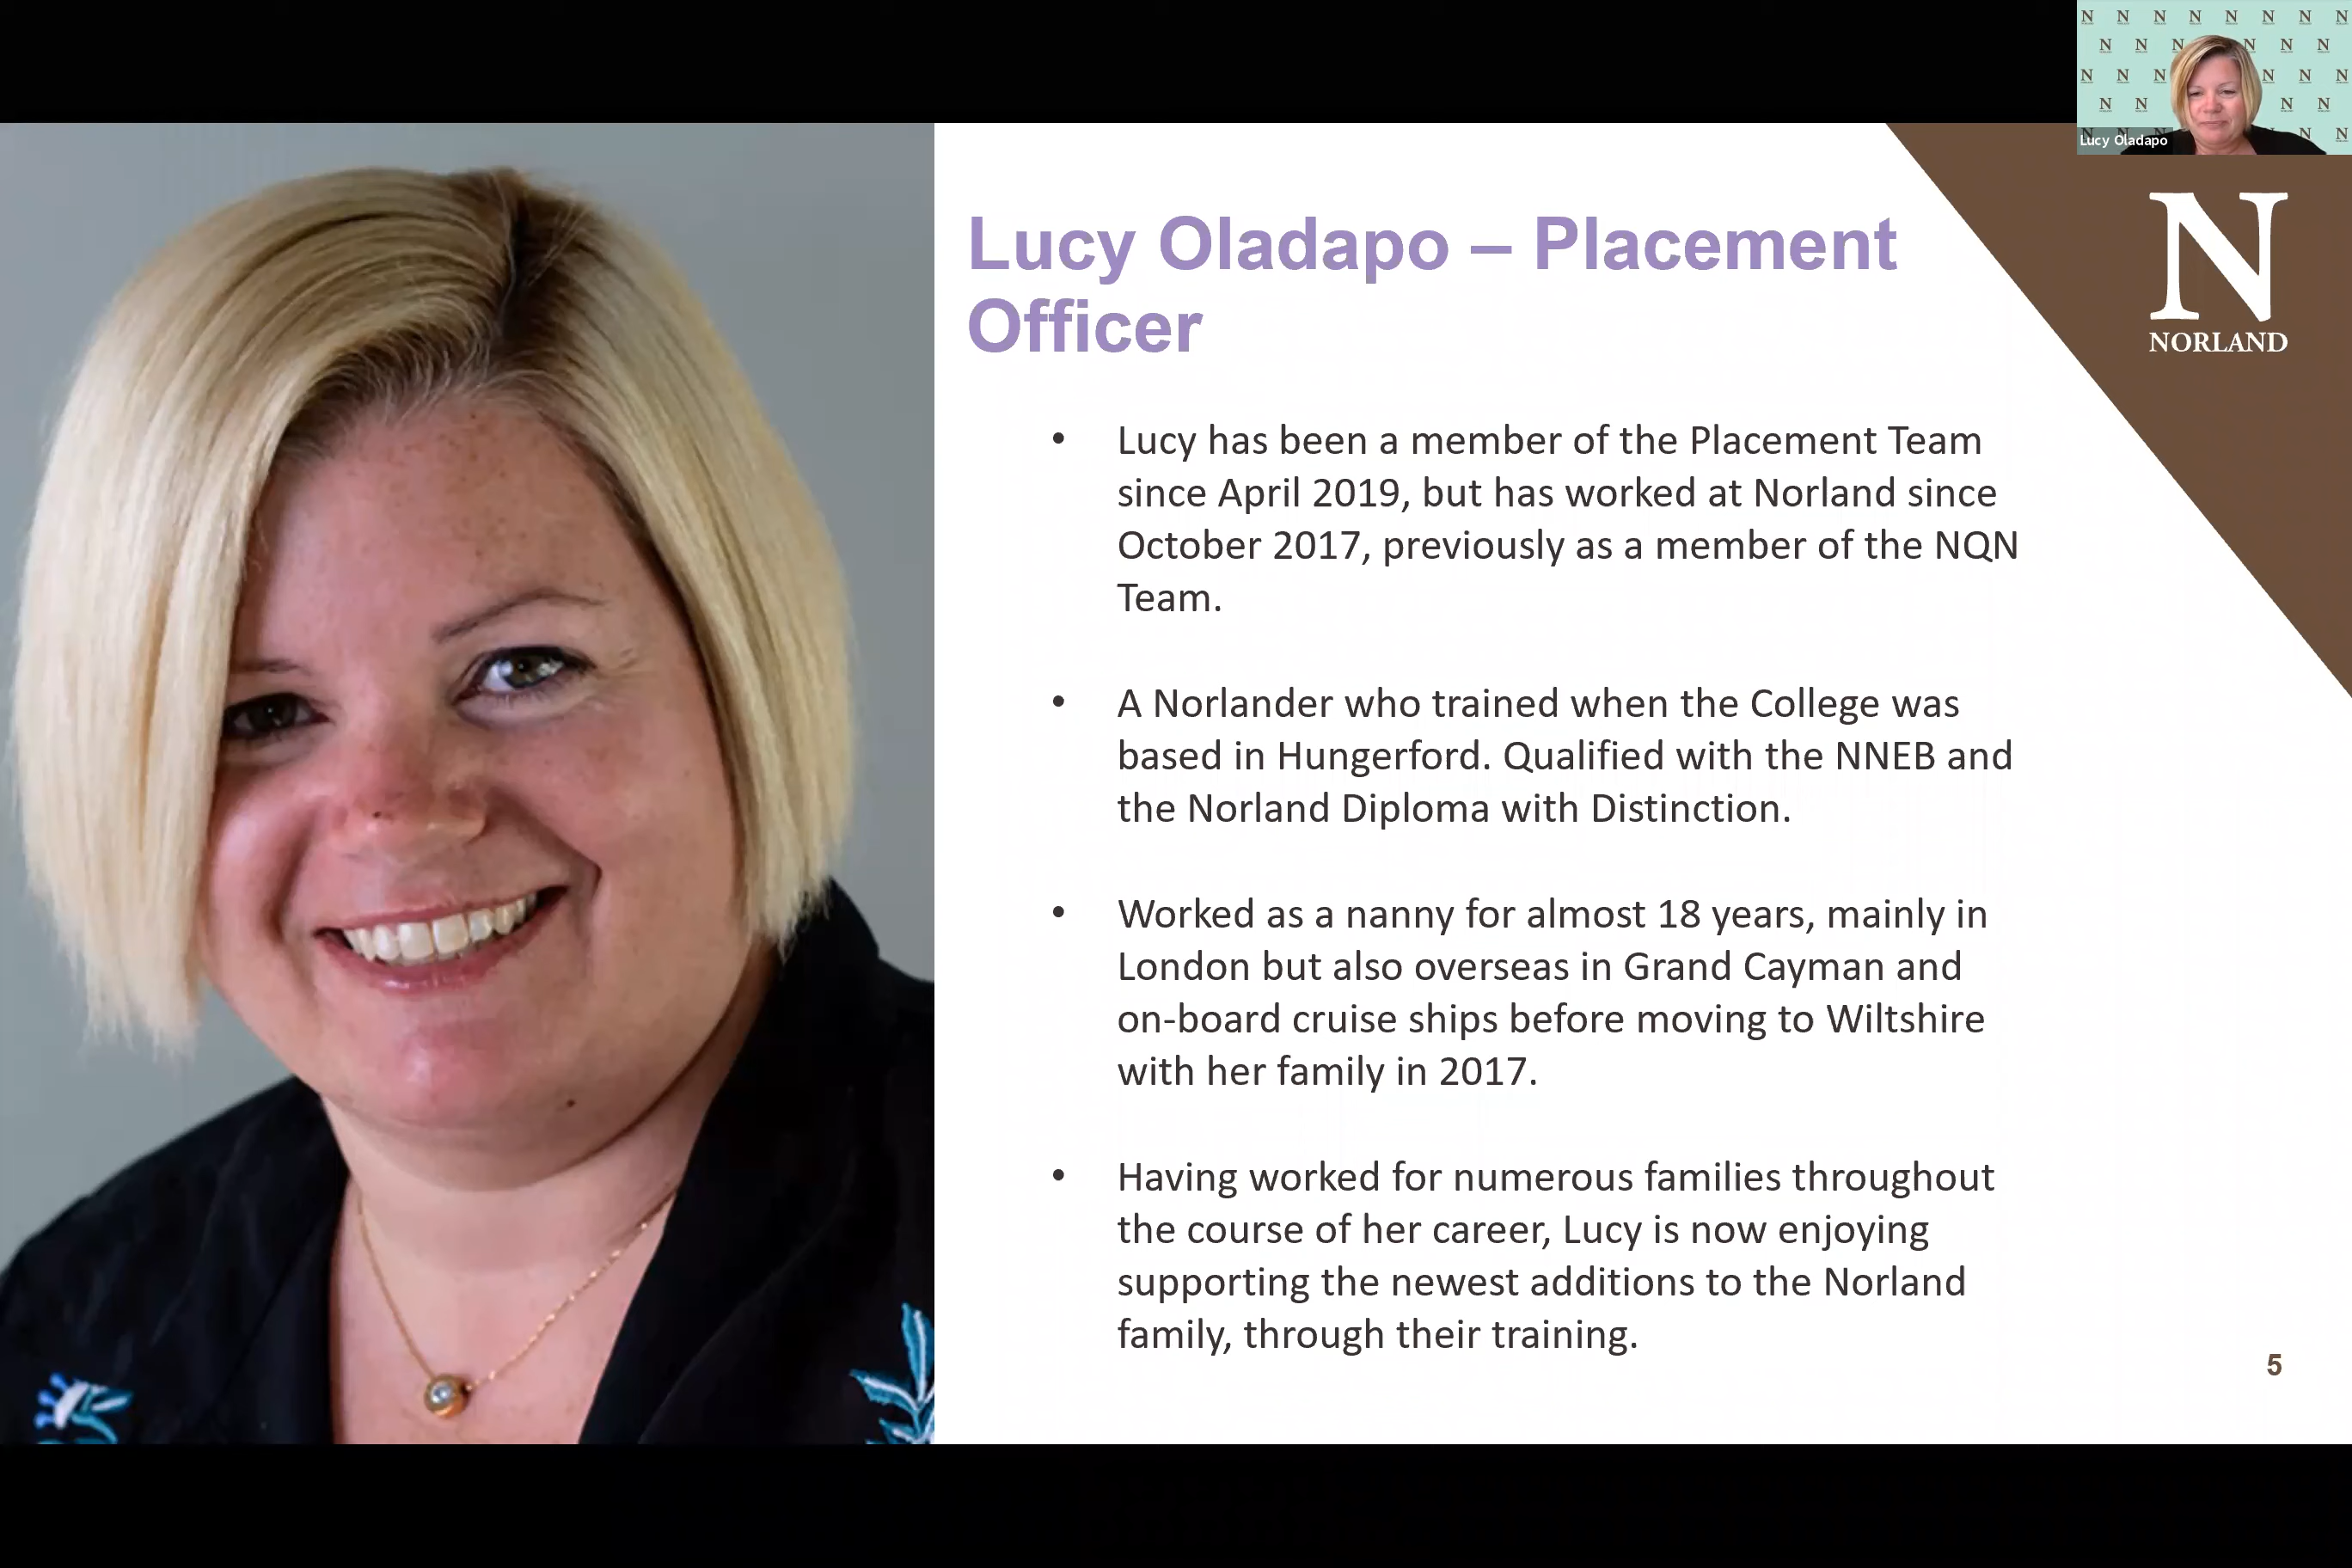 Lucy Oladapo
N
NORLAND
Lucy Oladapo – Placement
Officer
• Lucy has been a member of the Placement Team
since April 2019, but has worked at Norland since
October 2017, previously as a member of the NQN
Team.
• A Norlander who trained when the College was
based in Hungerford. Qualified with the NNEB and
the Norland Diploma with Distinction.
• Worked as a nanny for almost 18 years, mainly in
London but also overseas in Grand Cayman and
on-board cruise ships before moving to Wiltshire
with her family in 2017.
• Having worked for numerous families throughout
the course of her career, Lucy is now enjoying
supporting the newest additions to the Norland
family, through their training.
5